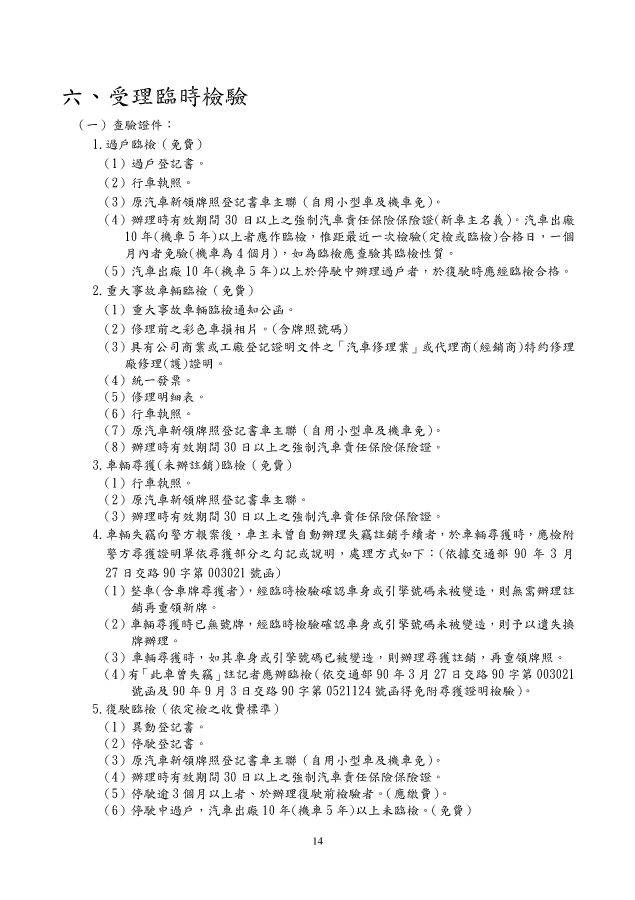 六、受理臨時檢驗
（一）查驗證件：
1.過戶臨檢（免費）
（1）過戶登記書。
（2）行車執照。
（3）原汽車新領牌照登記書車主聯（自用小型車及機車免)。
（4）辦理時有效期間 30 日以上之強制汽車責任保險保險證(新車主名義)。汽車出廠
10 年(機車 5 年)以上者應作臨檢，惟距最近一次檢驗(定檢或臨檢)合格日，一個
月內者免驗(機車為 4 個月)，如為臨檢應查驗其臨檢性質。
（5）汽車出廠 10 年(機車 5 年)以上於停駛中辦理過戶者，於復駛時應經臨檢合格。
2.重大事故車輛臨檢（免費）
（1）重大事故車輛臨檢通知公函。
（2）修理前之彩色車損相片。(含牌照號碼)
（3）具有公司商業或工廠登記證明文件之「汽車修理業」或代理商(經銷商)特約修理
廠修理(護)證明。
（4）統一發票。
（5）修理明細表。
（6）行車執照。
（7）原汽車新領牌照登記書車主聯（自用小型車及機車免)。
（8）辦理時有效期間 30 日以上之強制汽車責任保險保險證。
3.車輛尋獲(未辦註銷)臨檢（免費）
（1）行車執照。
（2）原汽車新領牌照登記書車主聯。
（3）辦理時有效期間 30 日以上之強制汽車責任保險保險證。
4.車輛失竊向警方報案後，車主未曾自動辦理失竊註銷手續者，於車輛尋獲時，應檢附
警方尋獲證明單依尋獲部分之勾記或說明，處理方式如下：(依據交通部 90 年 3 月
27 日交路 90 字第 003021 號函)
（1）整車(含車牌尋獲者)，經臨時檢驗確認車身或引擎號碼未被變造，則無需辦理註
銷再重領新牌。
（2）車輛尋獲時已無號牌，經臨時檢驗確認車身或引擎號碼未被變造，則予以遺失換
牌辦理。
（3）車輛尋獲時，如其車身或引擎號碼已被變造，則辦理尋獲註銷，再重領牌照。
（4）有「此車曾失竊」註記者應辦臨檢(依交通部 90 年 3 月 27 日交路 90 字第 003021
號函及 90 年 9 月 3 日交路 90 字第 0521124 號函得免附尋獲證明檢驗)。
5.復駛臨檢（依定檢之收費標準）
（1）異動登記書。
（2）停駛登記書。
（3）原汽車新領牌照登記書車主聯（自用小型車及機車免)。
（4）辦理時有效期間 30 日以上之強制汽車責任保險保險證。
（5）停駛逾 3 個月以上者、於辦理復駛前檢驗者。(應繳費)。
（6）停駛中過戶，汽車出廠 10 年(機車 5 年)以上未臨檢。(免費)
14